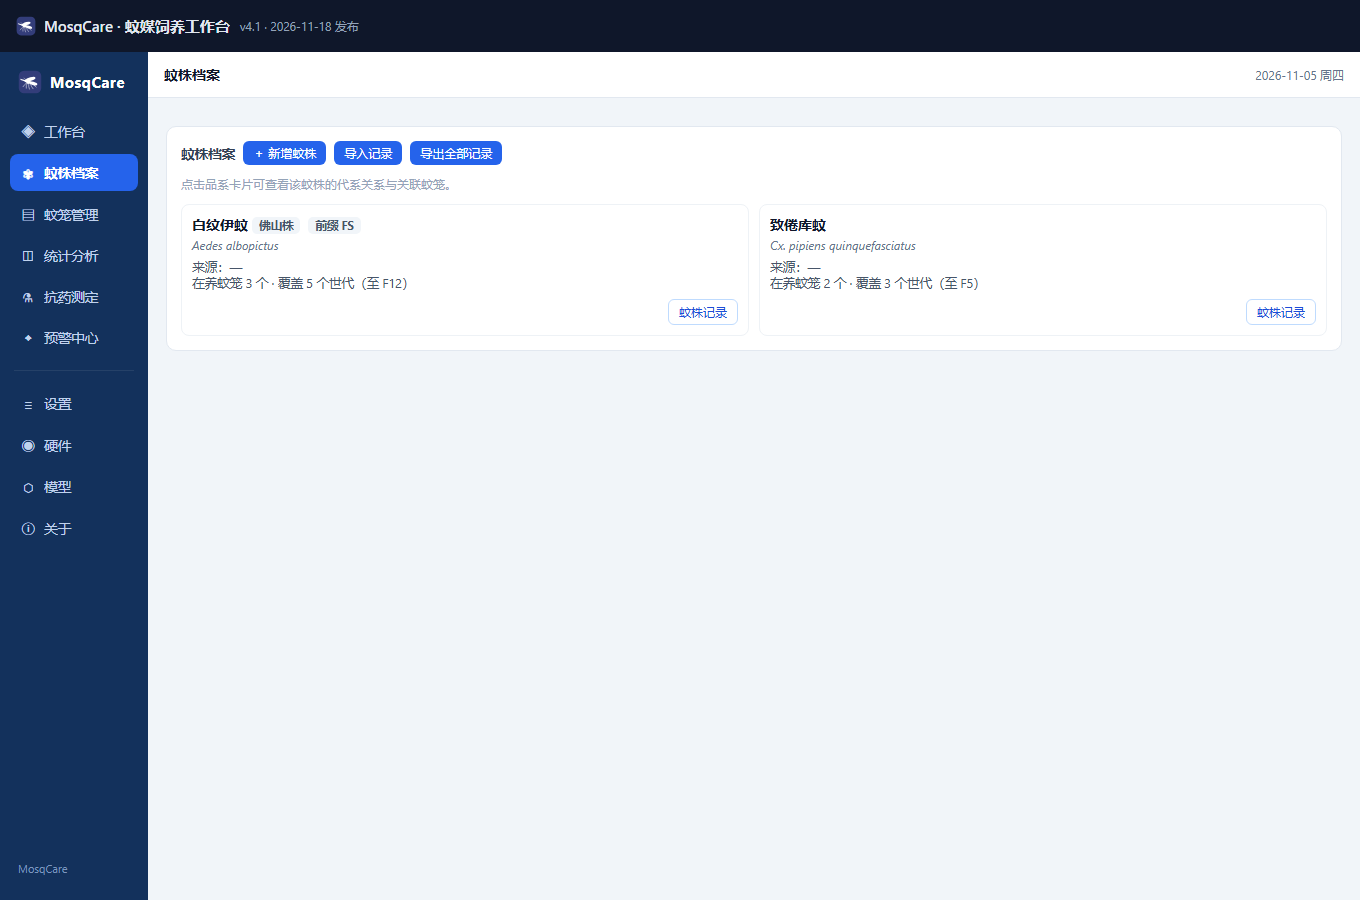 MosqCare · 蚊媒饲养工作台 v4.1 · 2026-11-18 发布
MosqCare
工作台
蚊株档案
蚊笼管理
统计分析
抗药测定
预警中心
设置
硬件
模型
关于
MosqCare
蚊株档案
2026-11-05 周四
蚊株档案 + 新增蚊株 导入记录 导出全部记录
点击品系卡片可查看该蚊株的代系关系与关联蚊笼。
白纹伊蚊 佛山株 前缀 FS
Aedes albopictus
来源：—
在养蚊笼 3 个 · 覆盖 5 个世代（至 F12）
蚊株记录
致倦库蚊
Cx. pipiens quinquefasciatus
来源：—
在养蚊笼 2 个 · 覆盖 3 个世代（至 F5）
蚊株记录